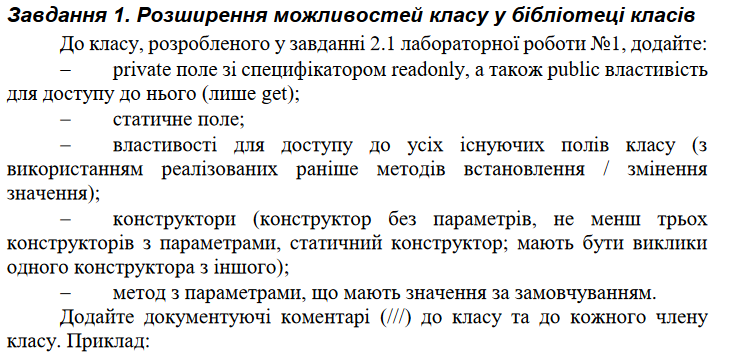 Завдання 1. Розширення можливостей класу у бібліотеці класів
До класу, розробленого у завданні 2.1 лабораторної роботи №1, додайте:
– private поле зі специфікатором readonly, а також public властивість
для доступу до нього (лише get);
– статичне поле;
– властивості для доступу до усіх існуючих полів класу (з
використанням реалізованих раніше методів встановлення / змінення
значення);
– конструктори (конструктор без параметрів, не менш трьох
конструкторів з параметрами, статичний конструктор; мають бути виклики
одного конструктора з іншого);
– метод з параметрами, що мають значення за замовчуванням.
Додайте документуючі коментарі (///) до класу та до кожного члену
класу. Приклад: